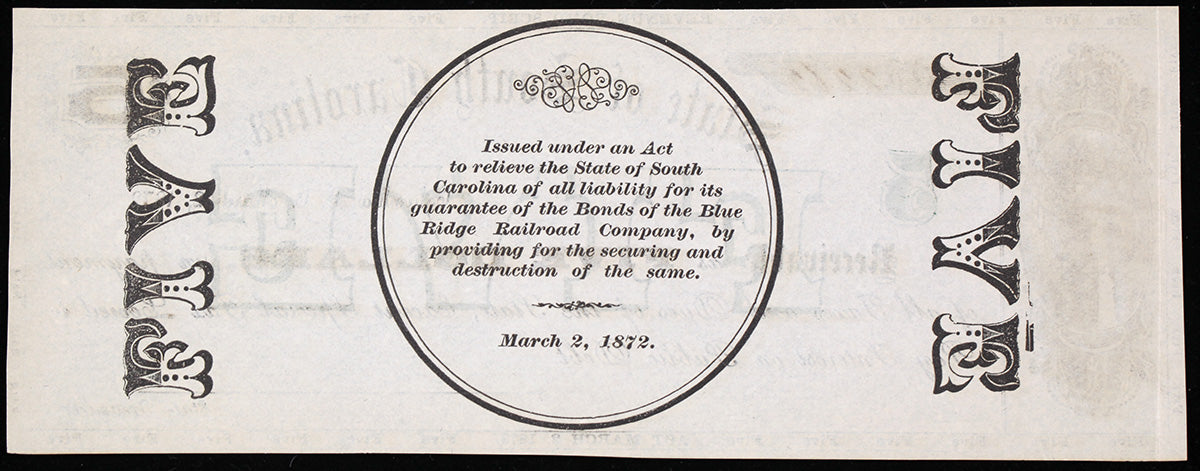 FIVE
Issued under an Act
to relieve the State of South
Carolina of all liability for its
guarantee of the Bonds of the Blue
Ridge Railroad Company, by
providing for the securing and
destruction of the same.
March 2, 1872.
FIVE